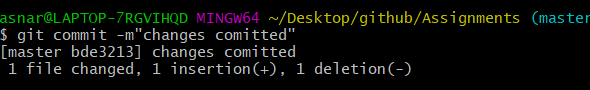 asnar@LAPTOP-7RGVIHQD MINGW64 ~/Desktop/github/Assignments (master
$ git commit -m"changes comitted"
[master bde3213] changes comitted
 1 file changed, 1 insertion(+), 1 deletion(-)